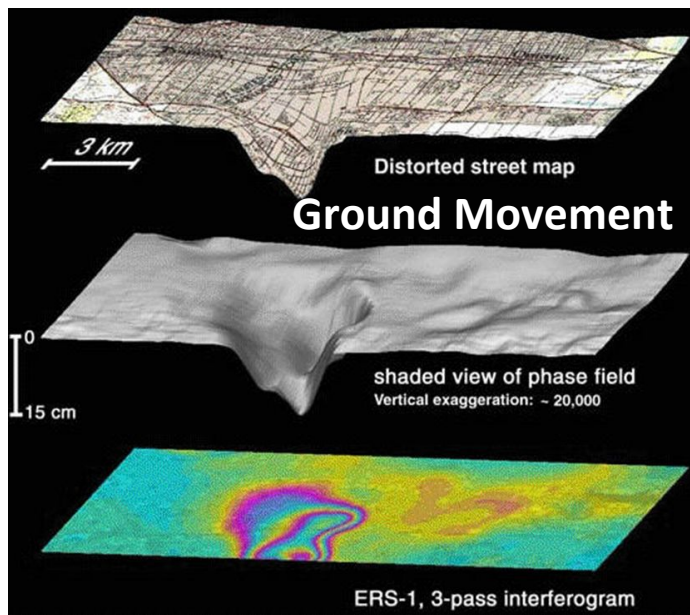 3 km
Distorted street map
Ground Movement
0
15 cm
shaded view of phase field
Vertical exaggeration: ~ 20,000
ERS-1, 3-pass interferogram